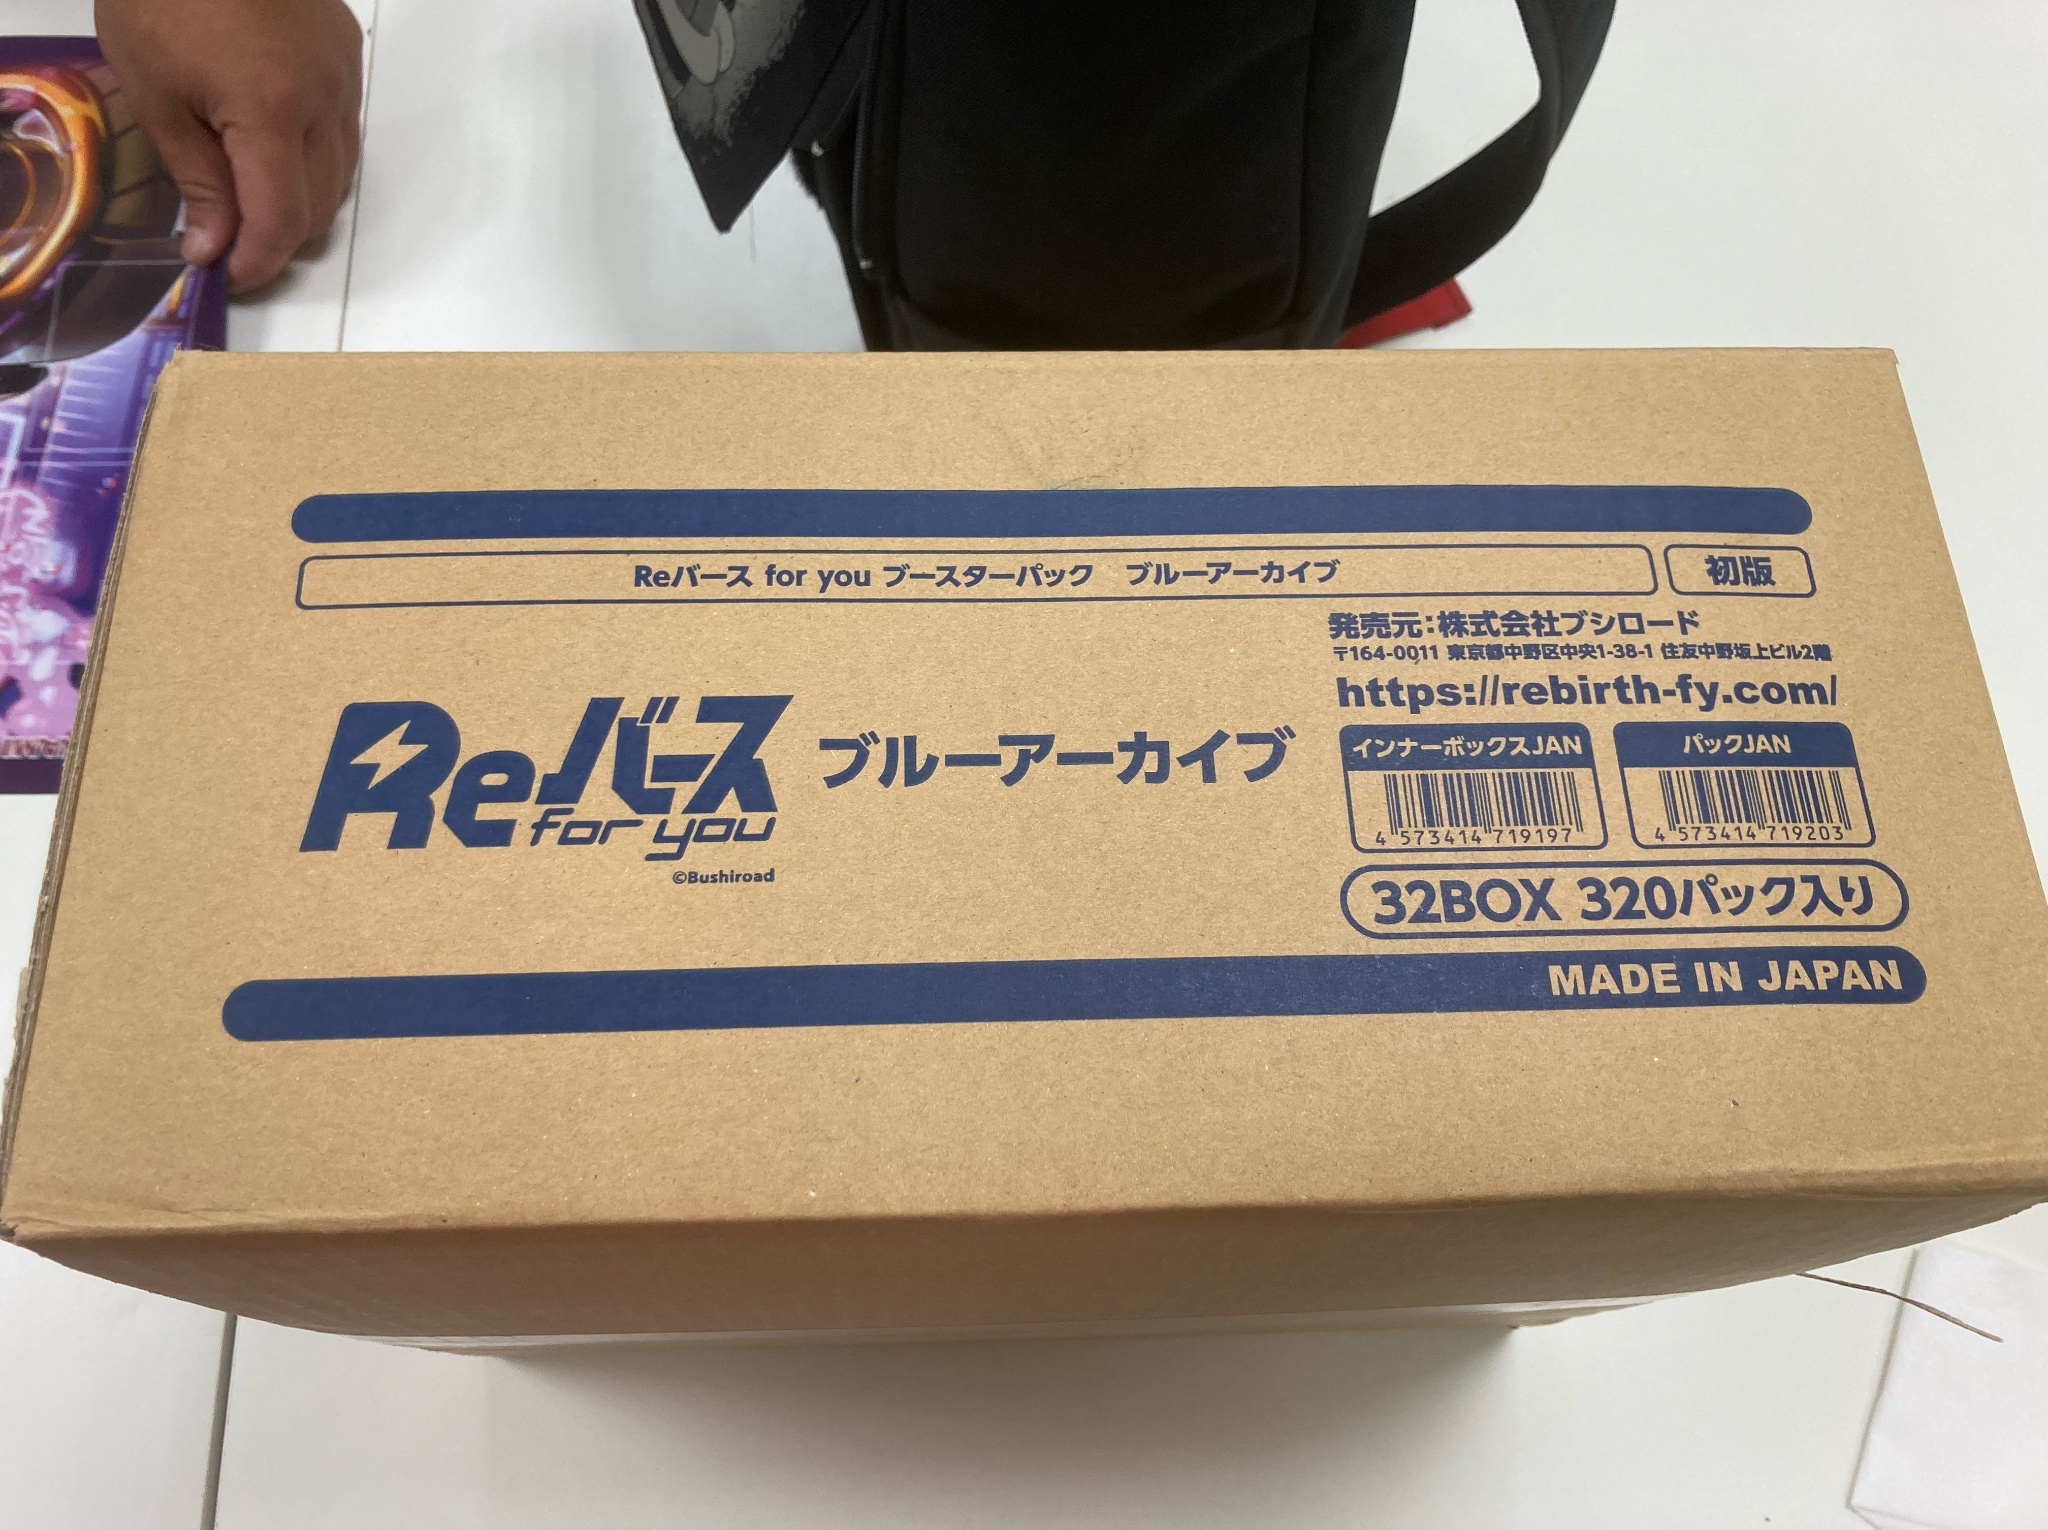 Reバース for you ブースターパック ブルーアーカイブ
初版
発売元:株式会社ブシロード
〒164-0011 東京都中野区中央1-38-1 住友中野坂上ビル2階
https://rebirth-fy.com/
Reバース
for you
ブルーアーカイブ
©Bushiroad
インナーボックスJAN
4 573414 719197
パックJAN
4 573414 719203
32BOX 320パック入り
MADE IN JAPAN